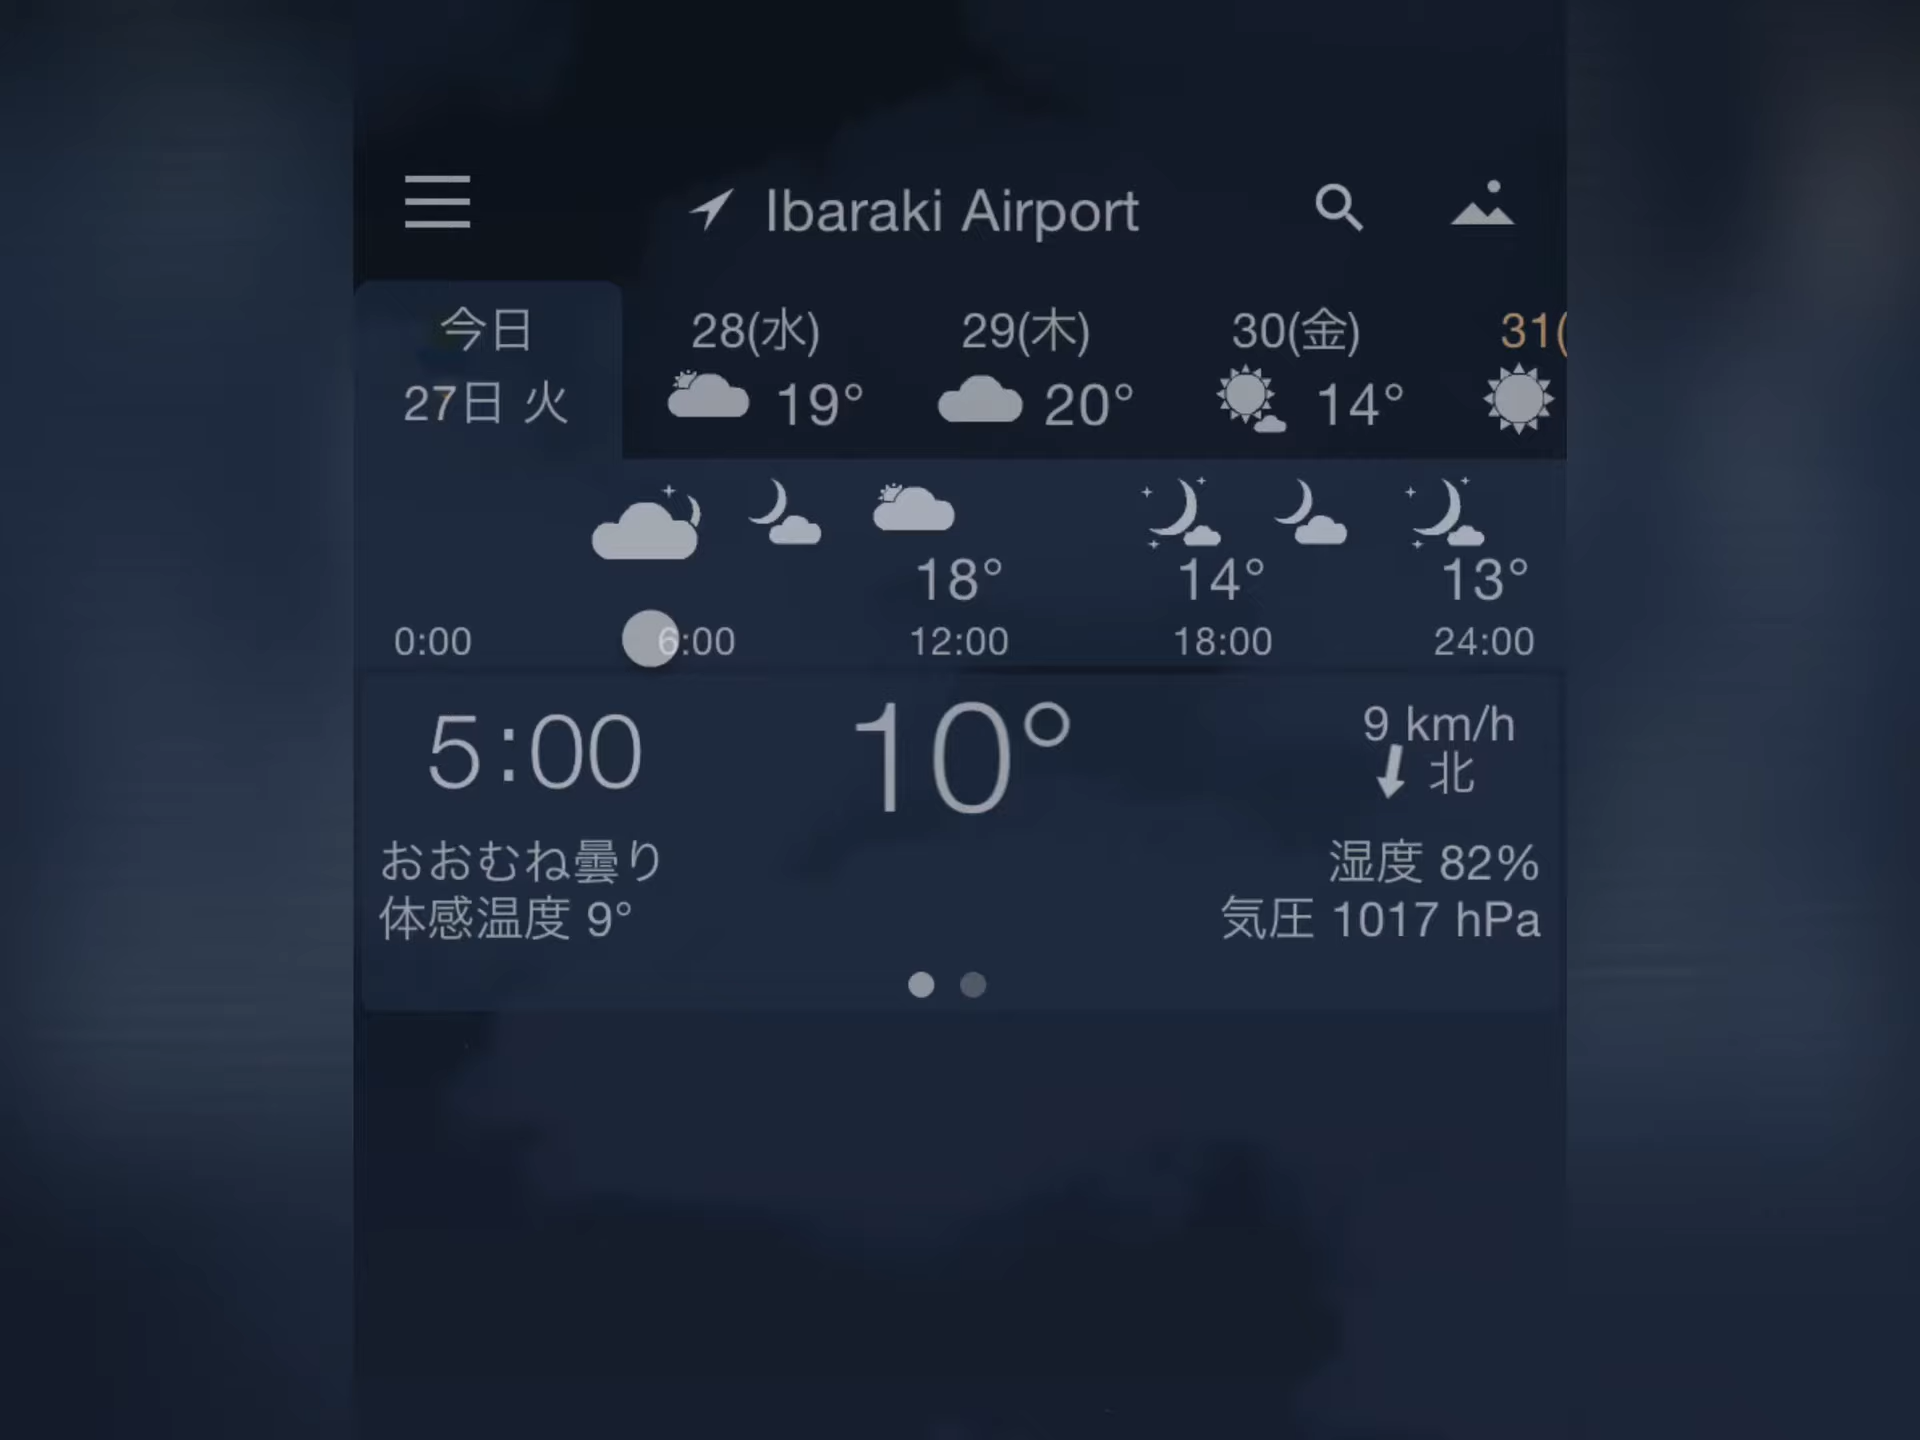 Ibaraki Airport
今日 28(水) 29(木) 30(金) 31(
27日 火 19° 20° 14°
18° 14° 13°
0:00 6:00 12:00 18:00 24:00
5:00 10° 9 km/h
北
おおむね曇り 湿度 82%
体感温度 9° 気圧 1017 hPa